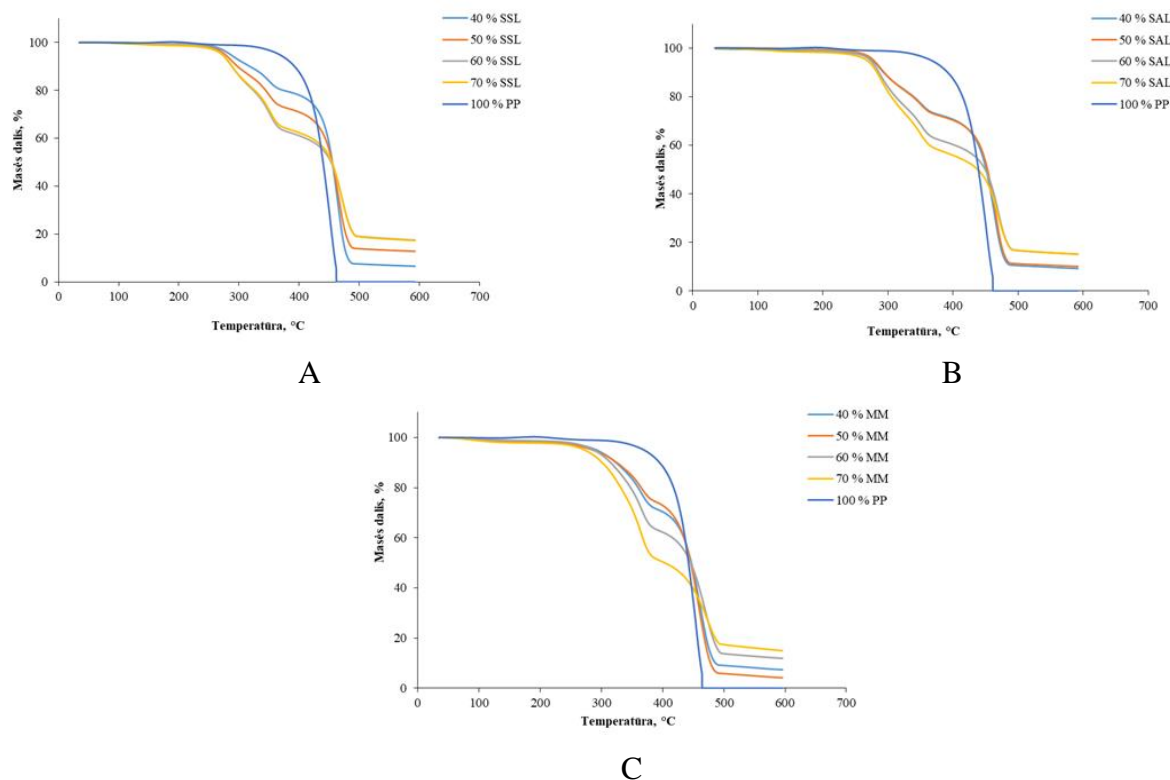 40 % SSL
50 % SSL
60 % SSL
70 % SSL
100 % PP
Masės dalis, %
100
80
60
40
20
0
0 100 200 300 400 500 600 700
Temperatūra, °C
A
40 % SAL
50 % SAL
60 % SAL
70 % SAL
100 % PP
Masės dalis, %
120
100
80
60
40
20
0
0 100 200 300 400 500 600 700
Temperatūra, °C
B
40 % MM
50 % MM
60 % MM
70 % MM
100 % PP
Masės dalis, %
100
80
60
40
20
0
0 100 200 300 400 500 600 700
Temperatūra, °C
C